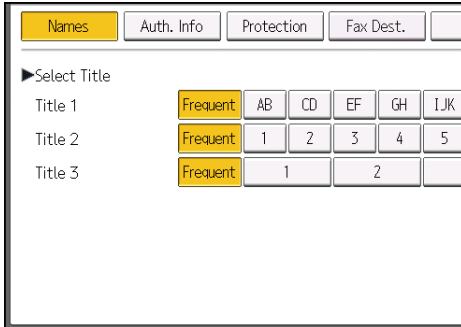 Names Auth. Info Protection Fax Dest.
▶Select Title
Title 1 Frequent AB CD EF GH IJK
Title 2 Frequent 1 2 3 4 5
Title 3 Frequent 1 2